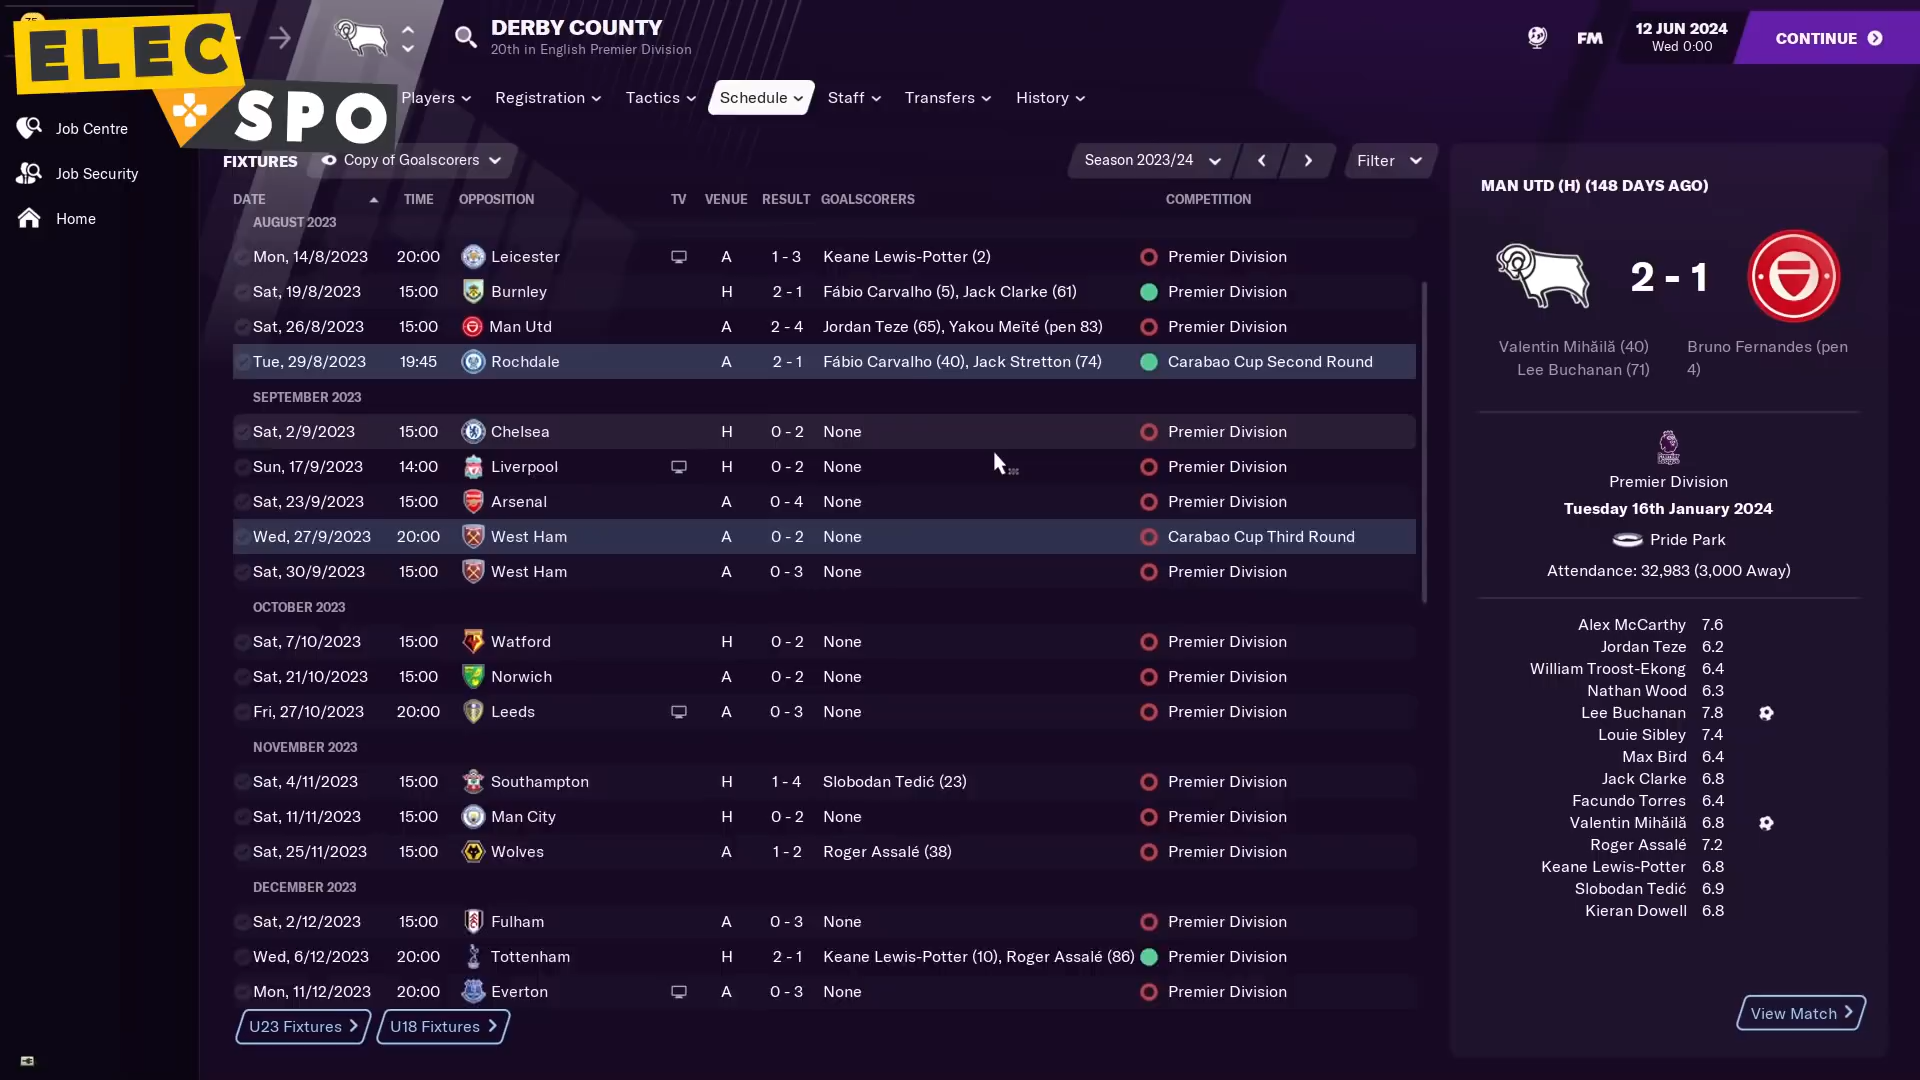 ELEC
SPO
DERBY COUNTY
20th in English Premier Division
FM
12 JUN 2024
Wed 0:00
CONTINUE
Players
Registration
Tactics
Schedule
Staff
Transfers
History
Job Centre
Job Security
Home
FIXTURES
Copy of Goalscorers
Season 2023/24
Filter
DATE TIME OPPOSITION TV VENUE RESULT GOALSCORERS COMPETITION
AUGUST 2023
Mon, 14/8/2023 20:00 Leicester A 1 - 3 Keane Lewis-Potter (2) Premier Division
Sat, 19/8/2023 15:00 Burnley H 2 - 1 Fábio Carvalho (5), Jack Clarke (61) Premier Division
Sat, 26/8/2023 15:00 Man Utd A 2 - 4 Jordan Teze (65), Yakou Meïté (pen 83) Premier Division
Tue, 29/8/2023 19:45 Rochdale A 2 - 1 Fábio Carvalho (40), Jack Stretton (74) Carabao Cup Second Round
SEPTEMBER 2023
Sat, 2/9/2023 15:00 Chelsea H 0 - 2 None Premier Division
Sun, 17/9/2023 14:00 Liverpool H 0 - 2 None Premier Division
Sat, 23/9/2023 15:00 Arsenal A 0 - 4 None Premier Division
Wed, 27/9/2023 20:00 West Ham A 0 - 2 None Carabao Cup Third Round
Sat, 30/9/2023 15:00 West Ham A 0 - 3 None Premier Division
OCTOBER 2023
Sat, 7/10/2023 15:00 Watford H 0 - 2 None Premier Division
Sat, 21/10/2023 15:00 Norwich A 0 - 2 None Premier Division
Fri, 27/10/2023 20:00 Leeds A 0 - 3 None Premier Division
NOVEMBER 2023
Sat, 4/11/2023 15:00 Southampton H 1 - 4 Slobodan Tedić (23) Premier Division
Sat, 11/11/2023 15:00 Man City H 0 - 2 None Premier Division
Sat, 25/11/2023 15:00 Wolves A 1 - 2 Roger Assalé (38) Premier Division
DECEMBER 2023
Sat, 2/12/2023 15:00 Fulham A 0 - 3 None Premier Division
Wed, 6/12/2023 20:00 Tottenham H 2 - 1 Keane Lewis-Potter (10), Roger Assalé (86) Premier Division
Mon, 11/12/2023 20:00 Everton A 0 - 3 None Premier Division
U23 Fixtures
U18 Fixtures
MAN UTD (H) (148 DAYS AGO)
2 - 1
Valentin Mihăilă (40)
Lee Buchanan (71)
Bruno Fernandes (pen
4)
Premier Division
Tuesday 16th January 2024
Pride Park
Attendance: 32,983 (3,000 Away)
Alex McCarthy 7.6
Jordan Teze 6.2
William Troost-Ekong 6.4
Nathan Wood 6.3
Lee Buchanan 7.8
Louie Sibley 7.4
Max Bird 6.4
Jack Clarke 6.8
Facundo Torres 6.4
Valentin Mihăilă 6.8
Roger Assalé 7.2
Keane Lewis-Potter 6.8
Slobodan Tedić 6.9
Kieran Dowell 6.8
View Match